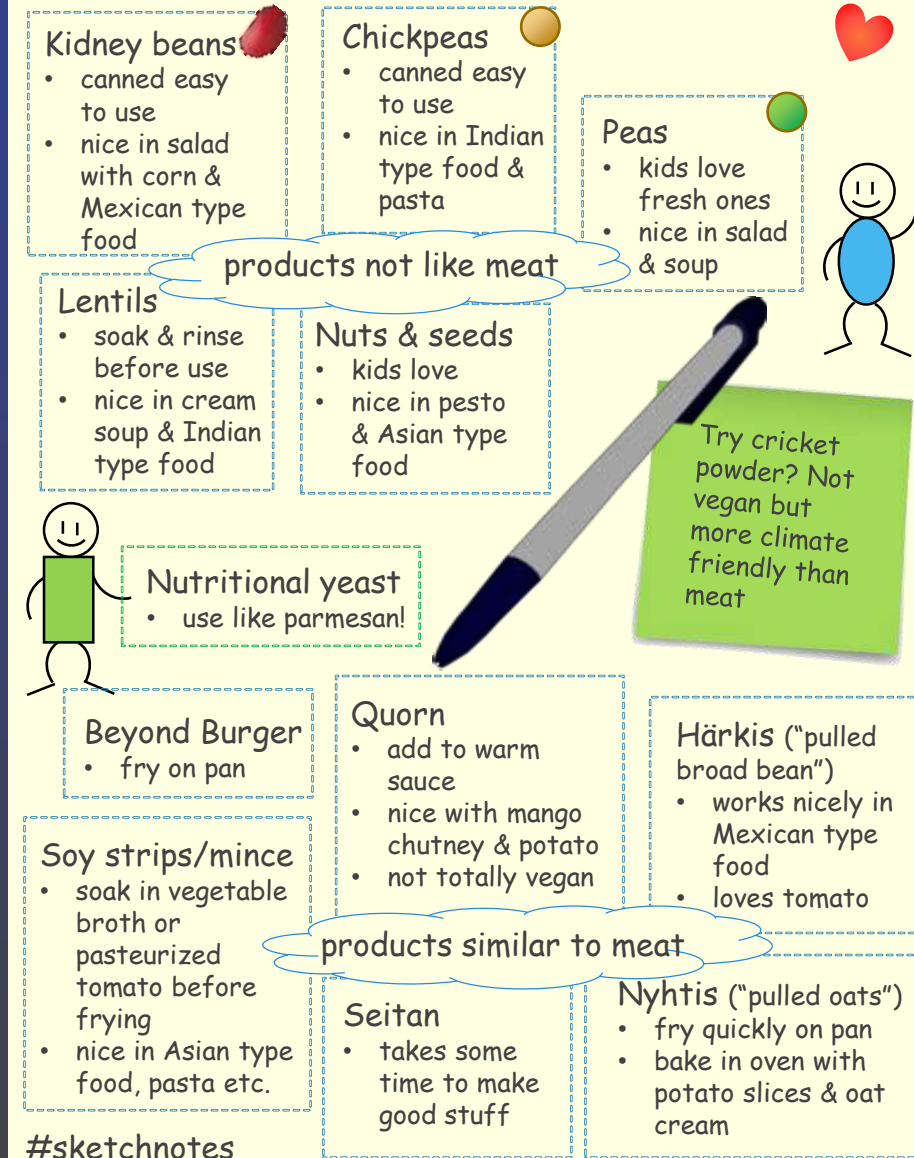 Kidney beans
• canned easy
to use
• nice in salad
with corn &
Mexican type
food
Chickpeas
• canned easy
to use
• nice in Indian
type food &
pasta
Peas
• kids love
fresh ones
• nice in salad
& soup
products not like meat
Lentils
• soak & rinse
before use
• nice in cream
soup & Indian
type food
Nuts & seeds
• kids love
• nice in pesto
& Asian type
food
Try cricket
powder? Not
vegan but
more climate
friendly than
meat
Nutritional yeast
• use like parmesan!
Beyond Burger
• fry on pan
Quorn
• add to warm
sauce
• nice with mango
chutney & potato
• not totally vegan
Härkis (“pulled
broad bean”)
• works nicely in
Mexican type
food
• loves tomato
Soy strips/mince
• soak in vegetable
broth or
pasteurized
tomato before
frying
• nice in Asian type
food, pasta etc.
products similar to meat
Seitan
• takes some
time to make
good stuff
Nyhtis (“pulled oats”)
• fry quickly on pan
• bake in oven with
potato slices & oat
cream
#sketchnotes